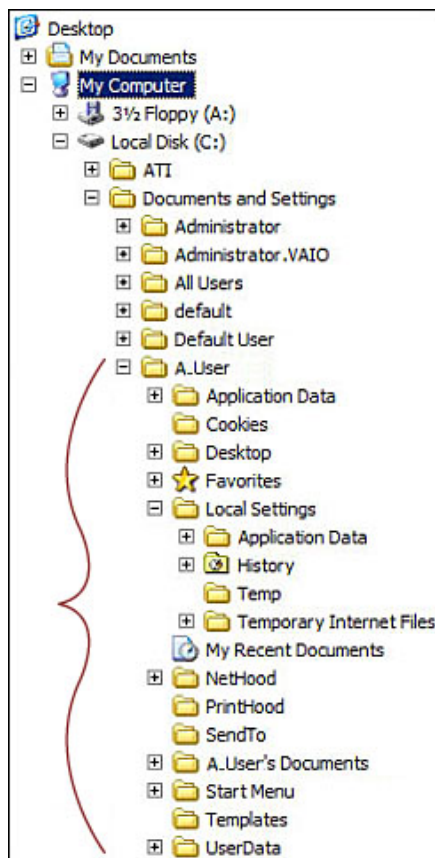 Desktop
My Documents
My Computer
3½ Floppy (A:)
Local Disk (C:)
ATI
Documents and Settings
Administrator
Administrator.VAIO
All Users
default
Default User
A_User
Application Data
Cookies
Desktop
Favorites
Local Settings
Application Data
History
Temp
Temporary Internet Files
My Recent Documents
NetHood
PrintHood
SendTo
A_User's Documents
Start Menu
Templates
UserData